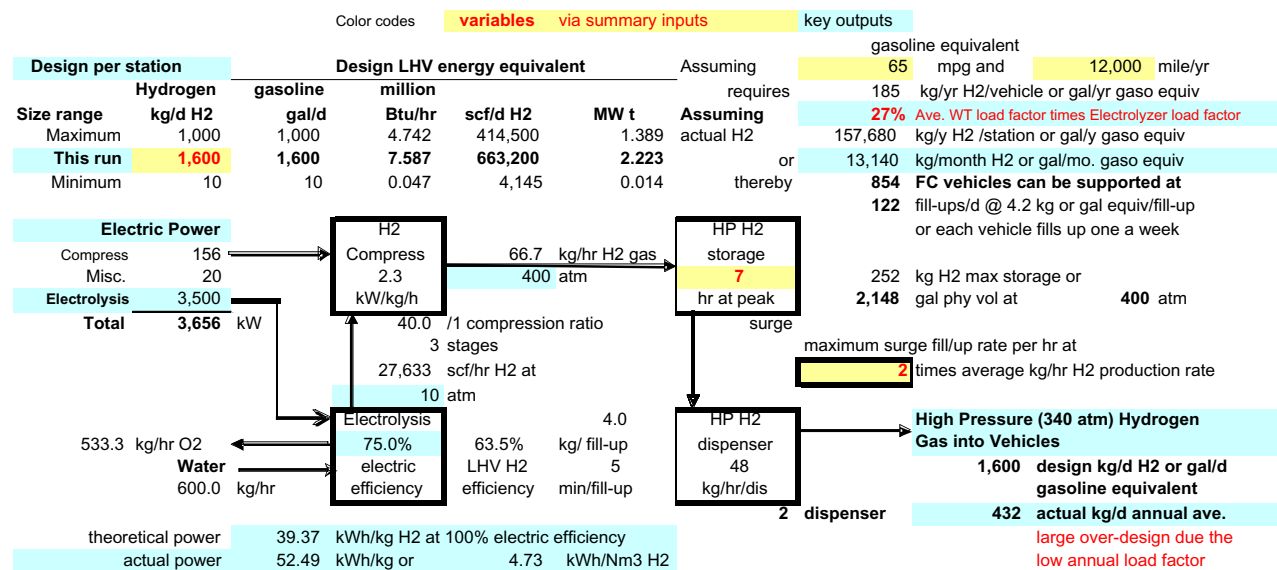 Color codes variables via summary inputs key outputs
gasoline equivalent
Design per station Design LHV energy equivalent Assuming 65 mpg and 12,000 mile/yr
Hydrogen gasoline million requires 185 kg/yr H2/vehicle or gal/yr gaso equiv
Size range kg/d H2 gal/d Btu/hr scf/d H2 MW t Assuming 27% Ave. WT load factor times Electrolyzer load factor
Maximum 1,000 1,000 4.742 414,500 1.389 actual H2 157,680 kg/y H2 /station or gal/y gaso equiv
This run 1,600 1,600 7.587 663,200 2.223 or 13,140 kg/month H2 or gal/mo. gaso equiv
Minimum 10 10 0.047 4,145 0.014 thereby 854 FC vehicles can be supported at
122 fill-ups/d @ 4.2 kg or gal equiv/fill-up
Electric Power H2 HP H2 or each vehicle fills up one a week
Compress 156 Compress 66.7 kg/hr H2 gas storage
Misc. 20 2.3 400 atm 7 252 kg H2 max storage or
Electrolysis 3,500 kW/kg/h hr at peak 2,148 gal phy vol at 400 atm
Total 3,656 kW 40.0 /1 compression ratio surge
3 stages maximum surge fill/up rate per hr at
27,633 scf/hr H2 at 2 times average kg/hr H2 production rate
10 atm
Electrolysis 4.0 HP H2 High Pressure (340 atm) Hydrogen
533.3 kg/hr O2 75.0% 63.5% kg/ fill-up dispenser Gas into Vehicles
Water electric LHV H2 5 48 1,600 design kg/d H2 or gal/d
600.0 kg/hr efficiency efficiency min/fill-up kg/hr/dis gasoline equivalent
2 dispenser 432 actual kg/d annual ave.
theoretical power 39.37 kWh/kg H2 at 100% electric efficiency large over-design due the
actual power 52.49 kWh/kg or 4.73 kWh/Nm3 H2 low annual load factor